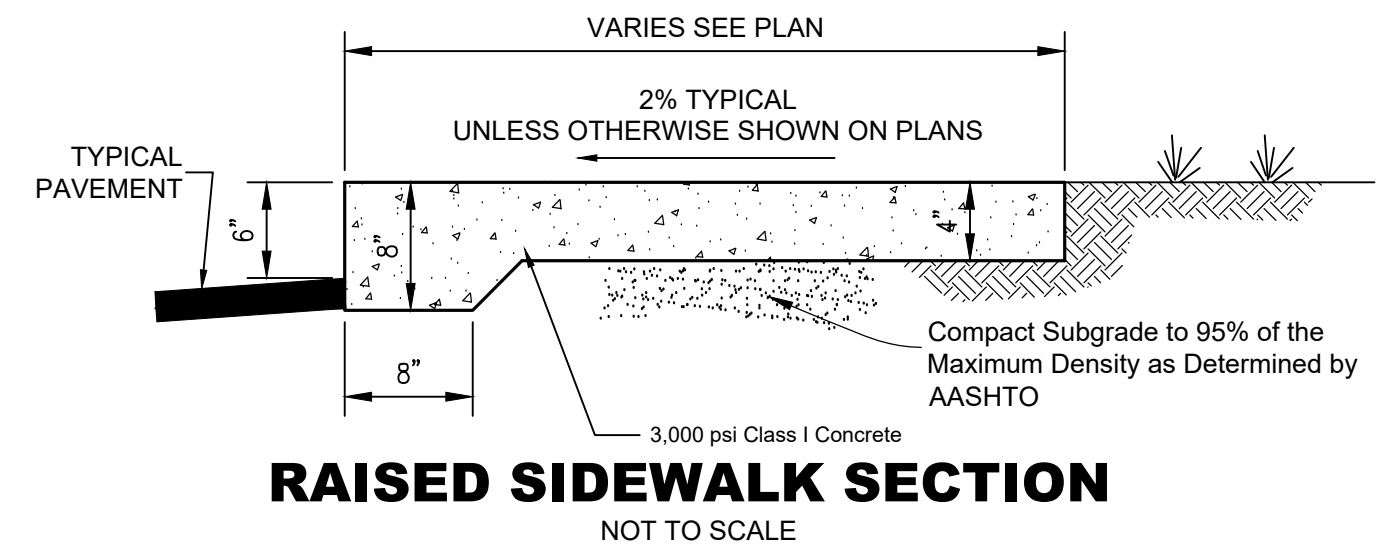 VARIES SEE PLAN
2% TYPICAL
UNLESS OTHERWISE SHOWN ON PLANS
TYPICAL
PAVEMENT
6”
8”
4”
8”
Compact Subgrade to 95% of the
Maximum Density as Determined by
AASHTO
3,000 psi Class I Concrete
RAISED SIDEWALK SECTION
NOT TO SCALE